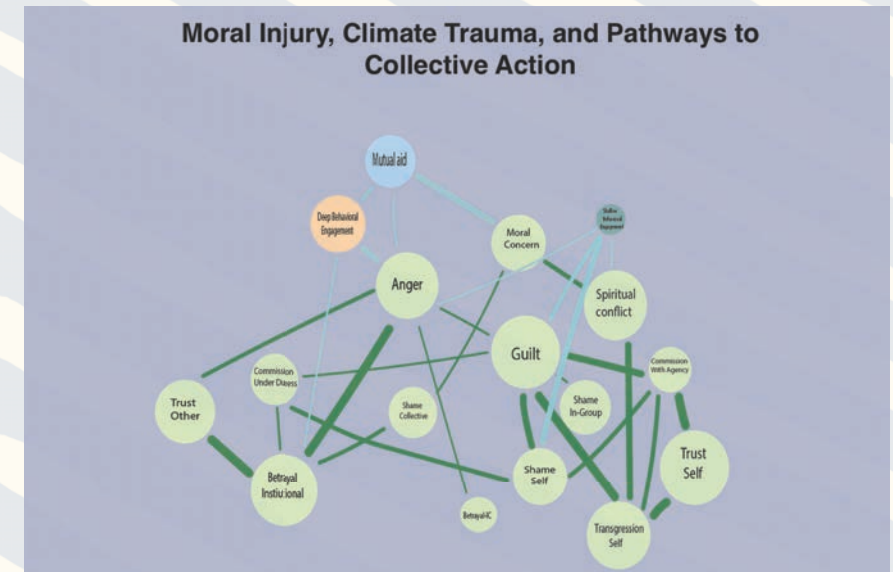 Moral Injury, Climate Trauma, and Pathways to
Collective Action
Mutual aid
Deep Behavioral
Engagement
Moral
Concern
Anger
Spiritual
conflict
Guilt
Commission
With Agency
Commission
Under Duress
Trust
Other
Shame
Collective
Shame
In-Group
Trust
Self
Shame
Self
Betrayal
Institutional
Betrayal-IC
Transgression
Self